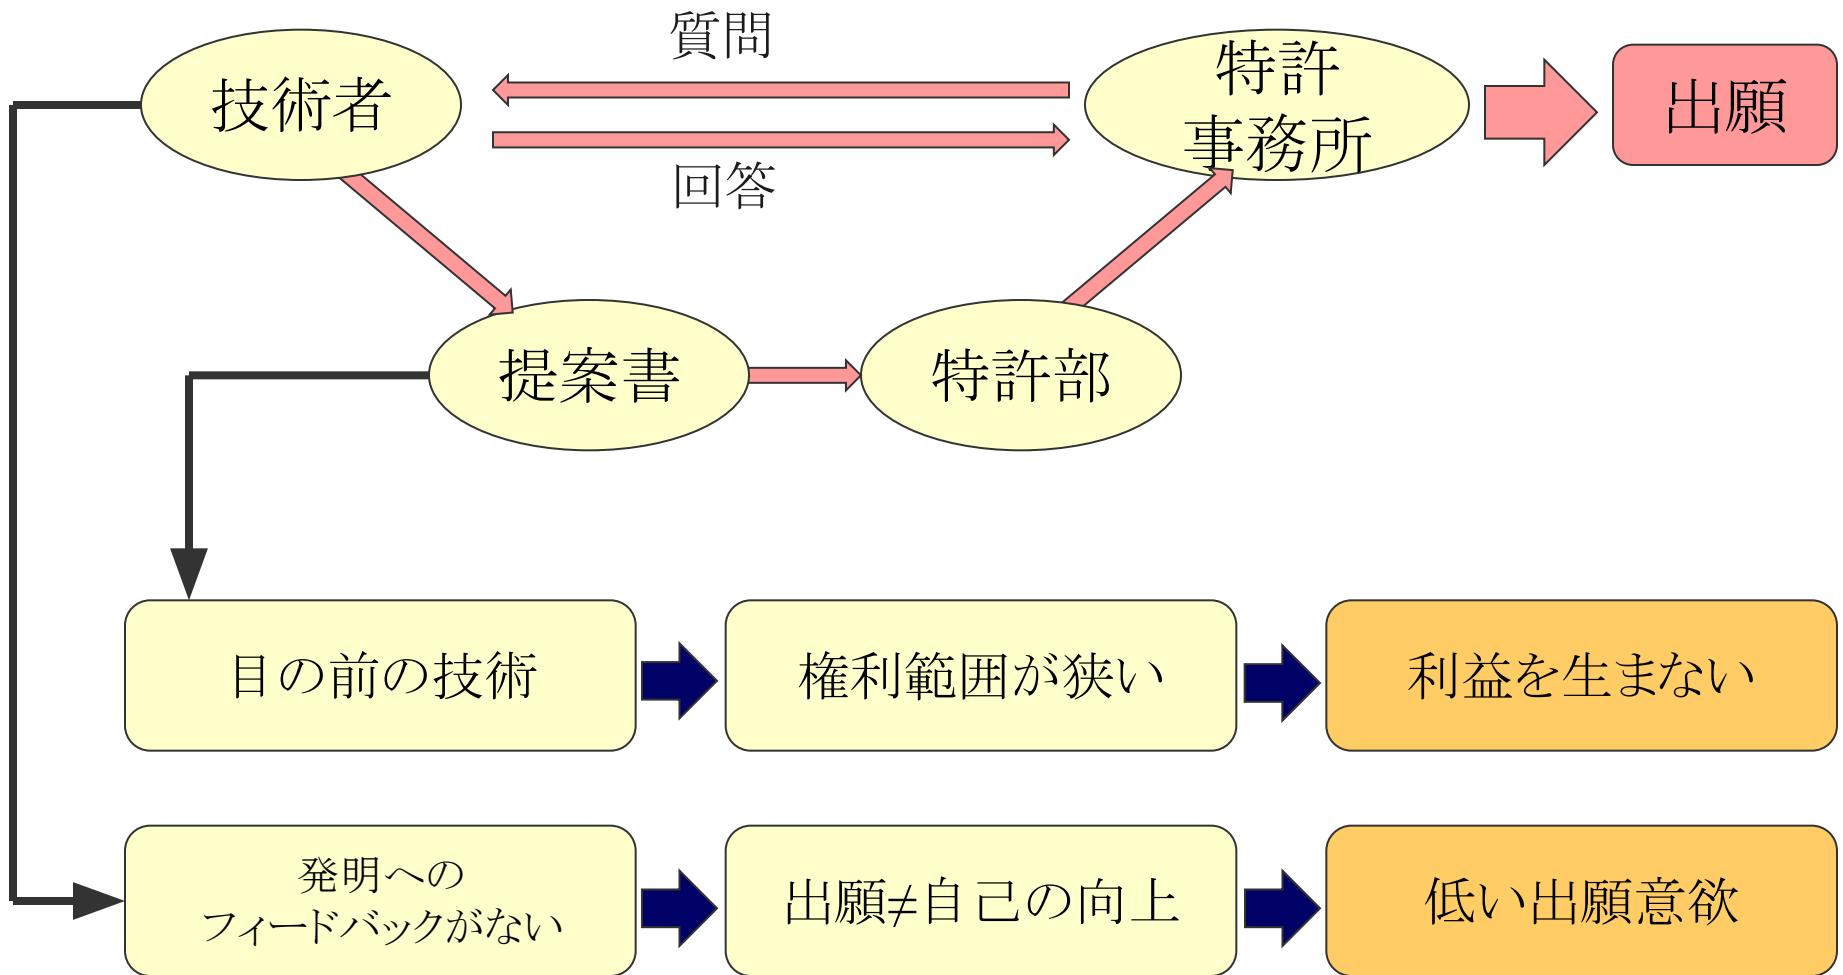 質問
技術者
特許
事務所
出願
回答
提案書
特許部
目の前の技術
権利範囲が狭い
利益を生まない
発明への
フィードバックがない
出願≠自己の向上
低い出願意欲